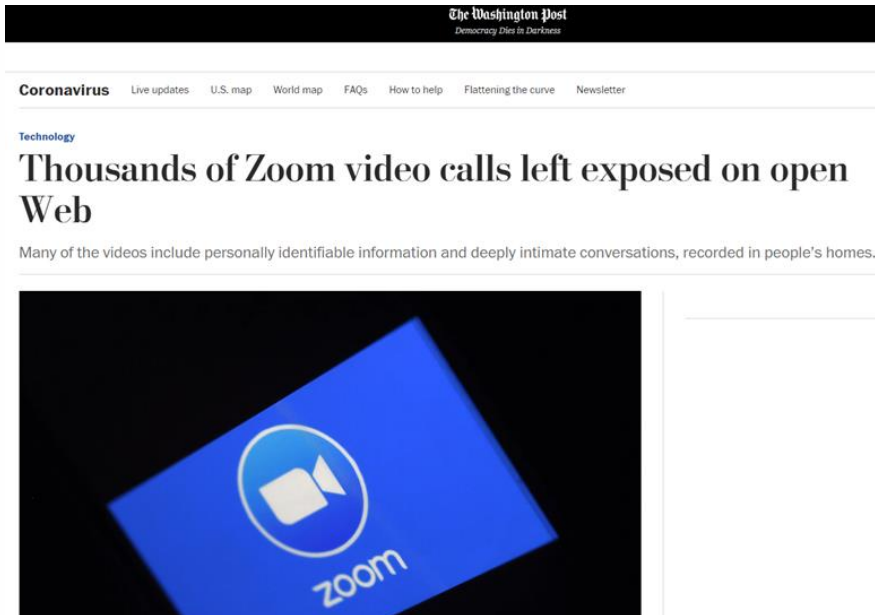 The Washington Post
Democracy Dies in Darkness
Coronavirus Live updates U.S. map World map FAQs How to help Flattening the curve Newsletter
Technology
Thousands of Zoom video calls left exposed on open
Web
Many of the videos include personally identifiable information and deeply intimate conversations, recorded in people's homes.
zoom